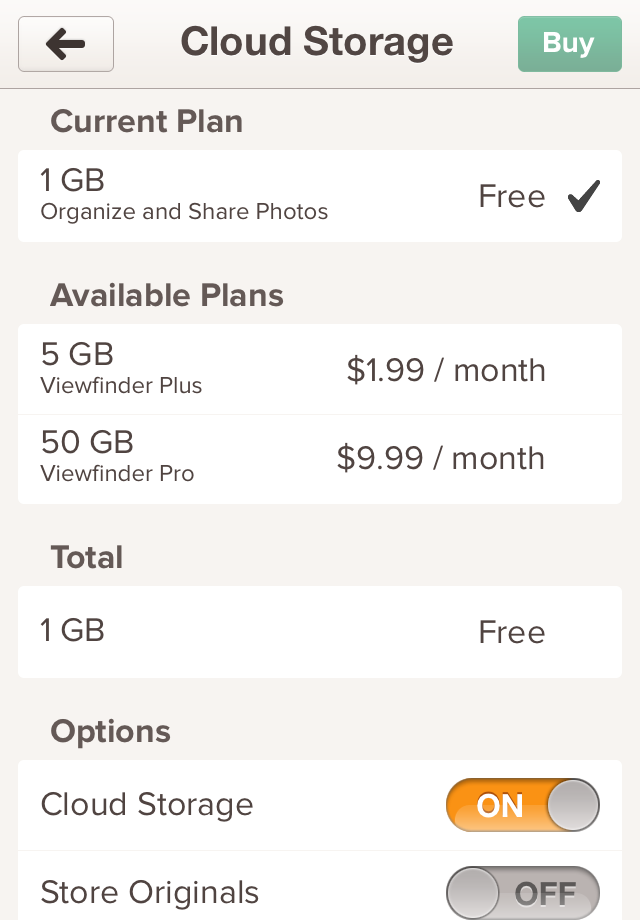 Cloud Storage
Buy
Current Plan
1 GB
Organize and Share Photos
Free
Available Plans
5 GB
Viewfinder Plus
$1.99 / month
50 GB
Viewfinder Pro
$9.99 / month
Total
1 GB
Free
Options
Cloud Storage
ON
Store Originals
OFF